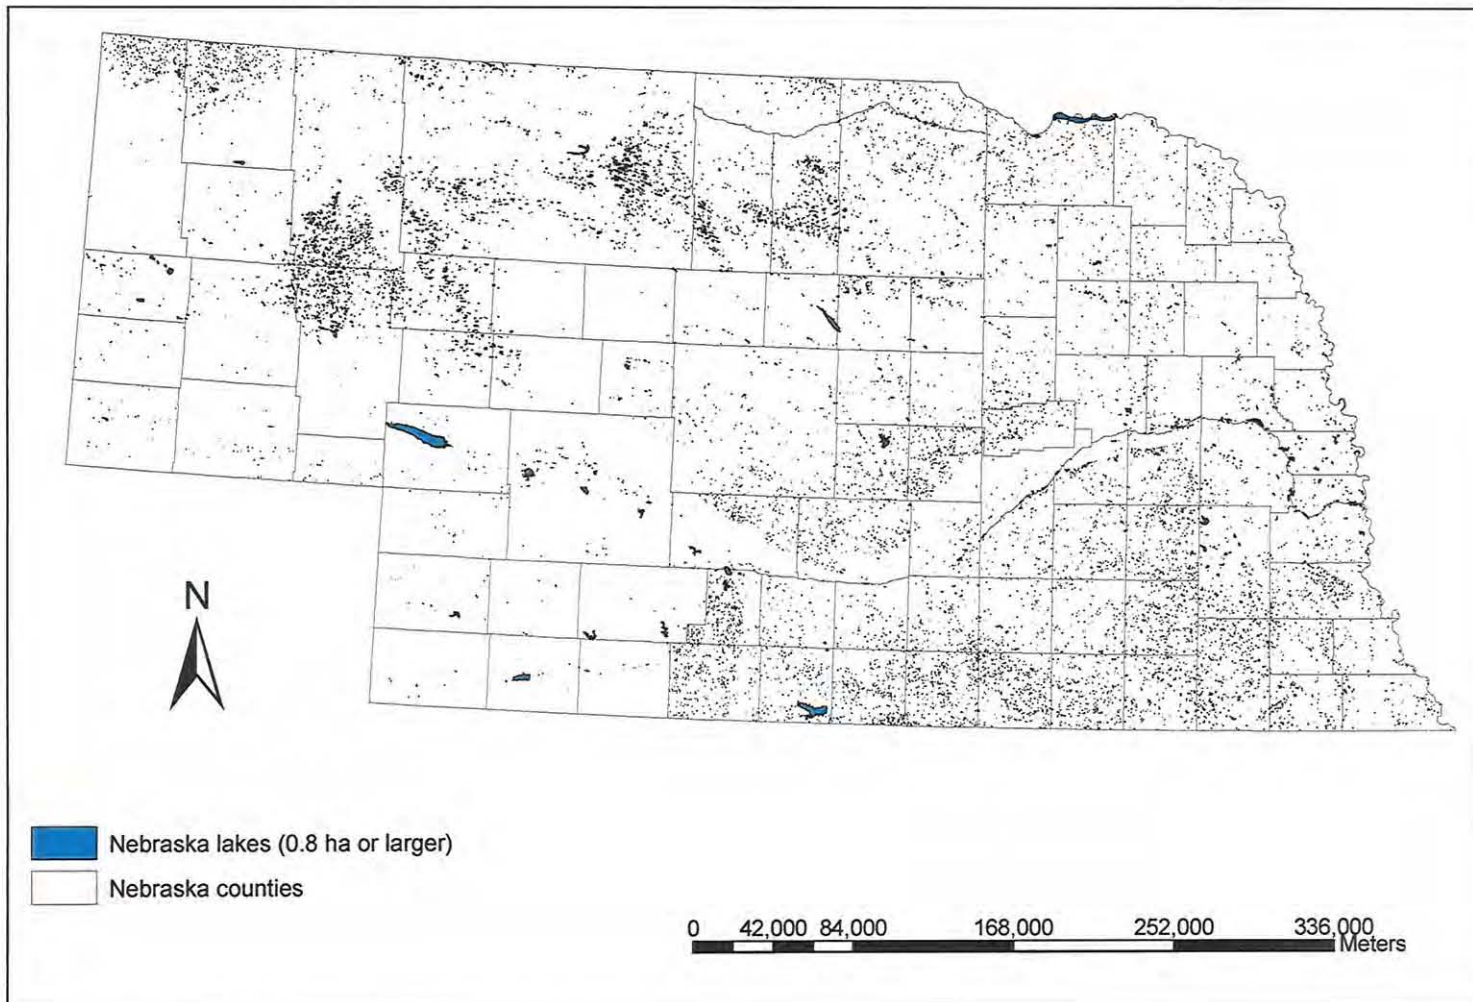 N
Nebraska lakes (0.8 ha or larger)
Nebraska counties
0 42,000 84,000 168,000 252,000 336,000
Meters